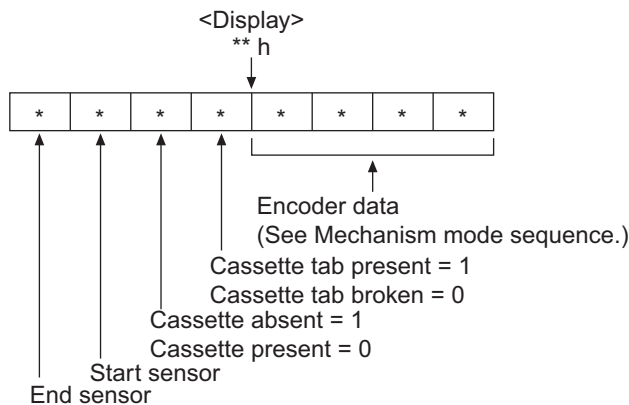 <Display>
** h
* * * * * * * *
Encoder data
(See Mechanism mode sequence.)
Cassette tab present = 1
Cassette tab broken = 0
Cassette absent = 1
Cassette present = 0
Start sensor
End sensor